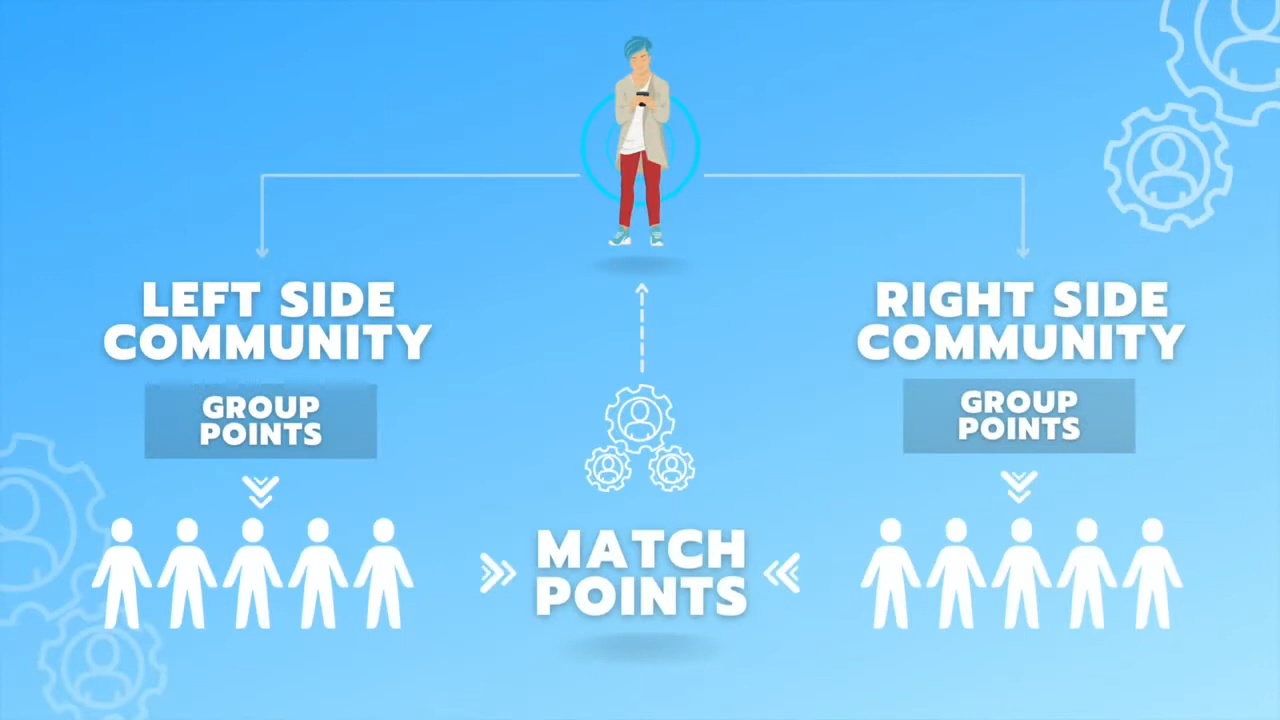 LEFT SIDE
COMMUNITY
GROUP
POINTS
MATCH
POINTS
RIGHT SIDE
COMMUNITY
GROUP
POINTS